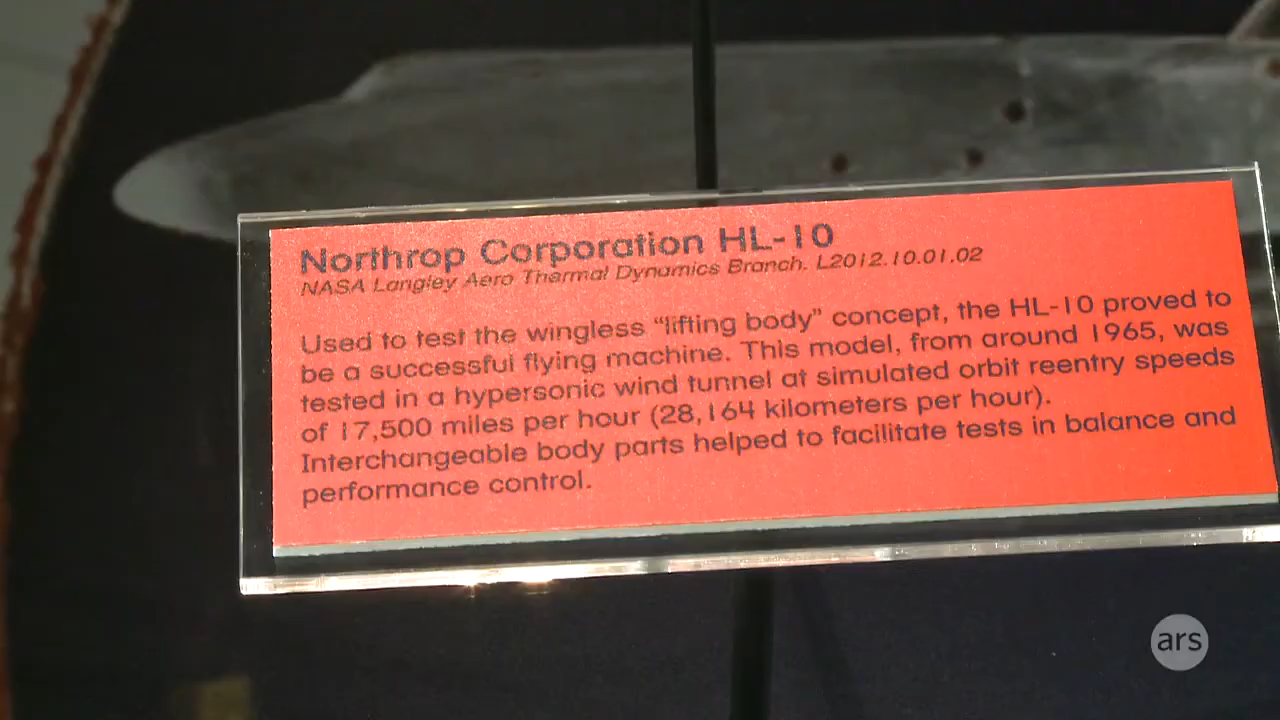 Northrop Corporation HL-10
NASA Langley Aero Thermal Dynamics Branch. L2012.10.01.02
Used to test the wingless “lifting body” concept, the HL-10 proved to
be a successful flying machine. This model, from around 1965, was
tested in a hypersonic wind tunnel at simulated orbit reentry speeds
of 17,500 miles per hour (28,164 kilometers per hour).
Interchangeable body parts helped to facilitate tests in balance and
performance control.
ars